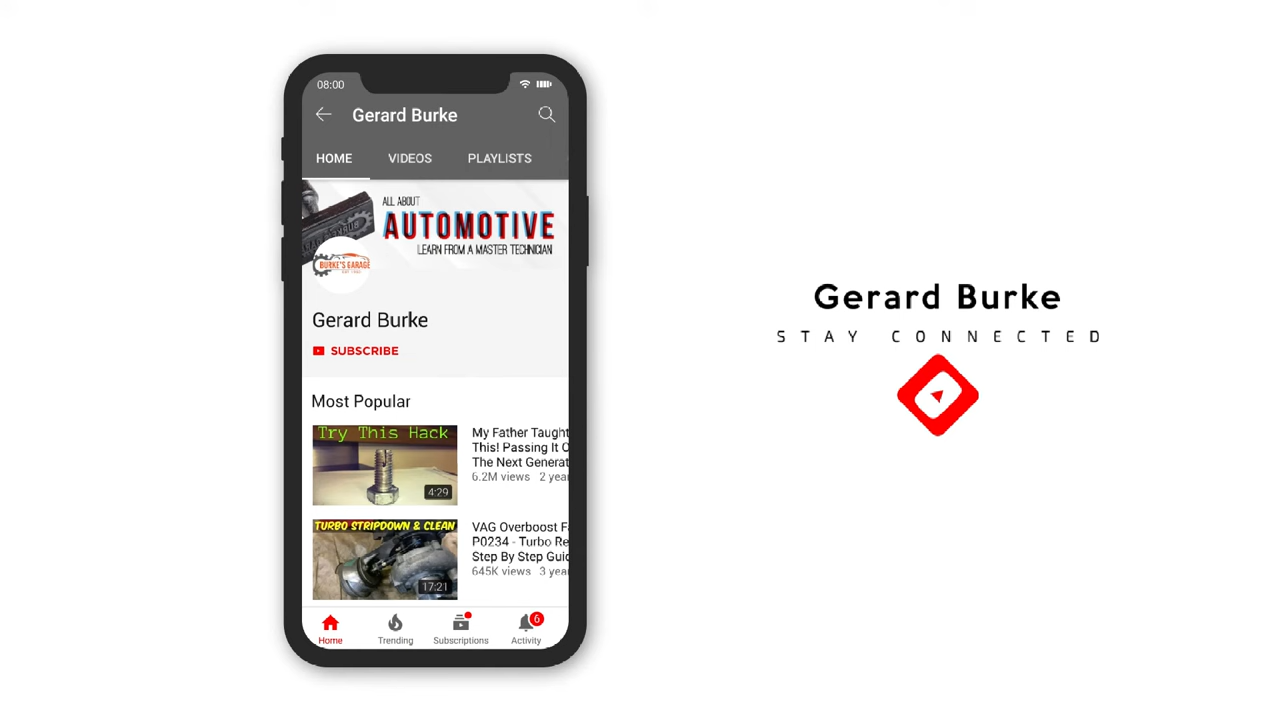 08:00
Gerard Burke
HOME VIDEOS PLAYLISTS
ALL ABOUT
AUTOMOTIVE
LEARN FROM A MASTER TECHNICIAN
BURKE'S GARAGE
Gerard Burke
SUBSCRIBE
Most Popular
Try This Hack
4:29
My Father Taught
This! Passing It O
The Next Generat
6.2M views 2 year
TURBO STRIPDOWN & CLEAN
17:21
VAG Overboost F
P0234 - Turbo Re
Step By Step Guid
645K views 3 year
Home
Trending
Subscriptions
6
Activity
Gerard Burke
STAY CONNECTED